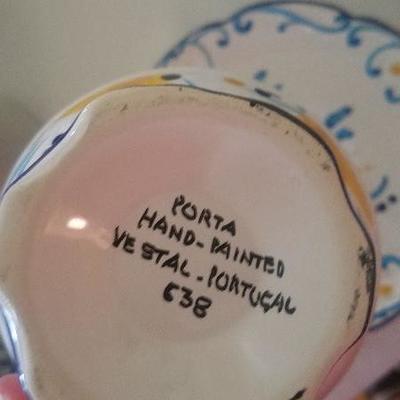 PORTA
HAND-PAINTED
VESTAL-PORTUGAL
638